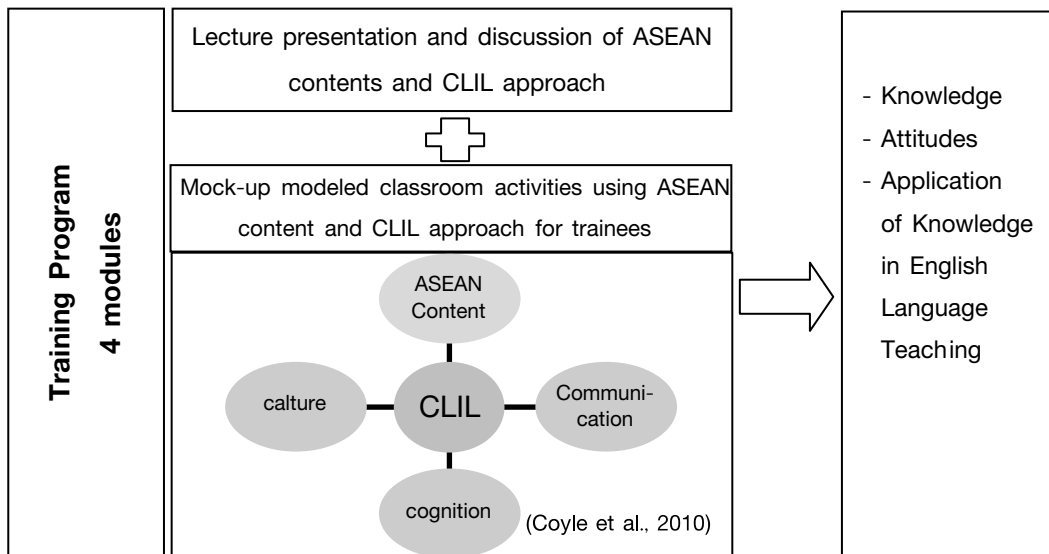 Training Program
4 modules
Lecture presentation and discussion of ASEAN
contents and CLIL approach
Mock-up modeled classroom activities using ASEAN
content and CLIL approach for trainees
ASEAN
Content
calture
CLIL
Communi-
cation
cognition
(Coyle et al., 2010)
- Knowledge
- Attitudes
- Application
of Knowledge
in English
Language
Teaching